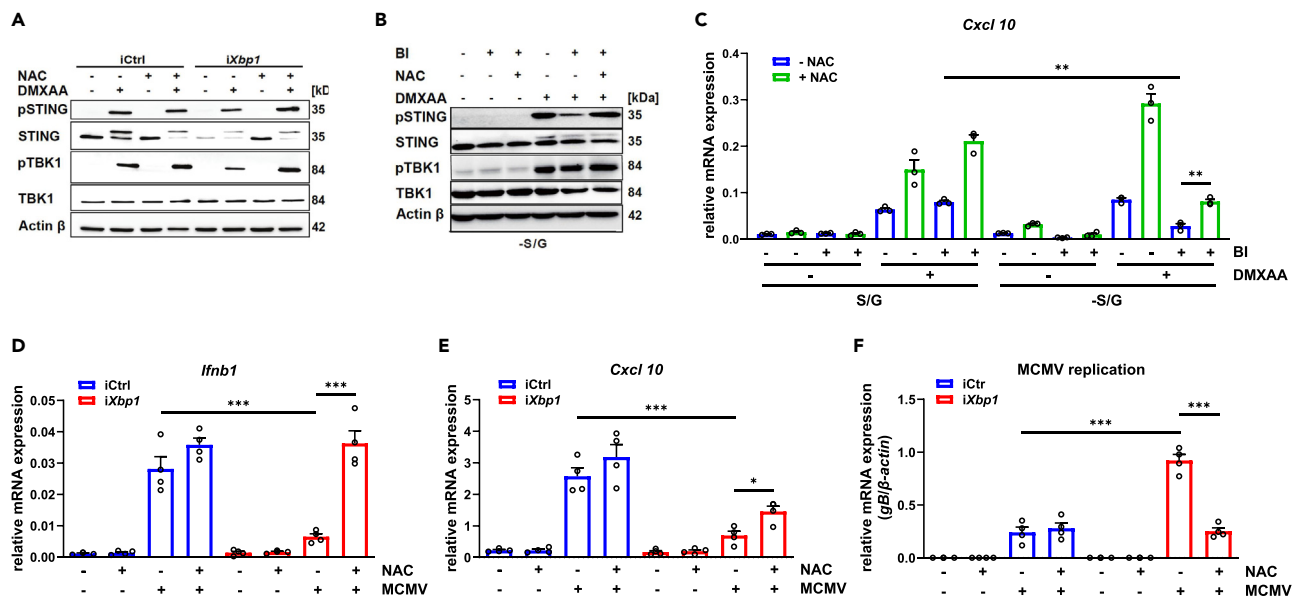 A
iCtrl iXbp1
NAC - - + + - - + +
DMXAA - + - + - + - + [kD
pSTING 35
STING 35
pTBK1 84
TBK1 84
Actin β 42
B
BI - + + - + +
NAC - - + - - +
DMXAA - - - + + + [kDa]
pSTING 35
STING 35
pTBK1 84
TBK1 84
Actin β 42
-S/G
C
Cxcl 10
- NAC
+ NAC
relative mRNA expression
0.4
0.3
0.2
0.1
0.0
**
**
- - + + - - + + - - + + - - + + BI
- + - + DMXAA
S/G -S/G
D
Ifnb1
iCtrl
iXbp1
relative mRNA expression
0.05
0.04
0.03
0.02
0.01
0.00
***
***
- + - + - + - + NAC
- - + + - - + + MCMV
E
Cxcl 10
iCtrl
iXbp1
relative mRNA expression
5
4
3
2
1
0
***
*
- + - + - + - + NAC
- - + + - - + + MCMV
F
MCMV replication
iCtr
iXbp1
relative mRNA expression
(gB/β-actin)
1.5
1.0
0.5
0.0
***
***
- + - + - + - + NAC
- - + + - - + + MCMV